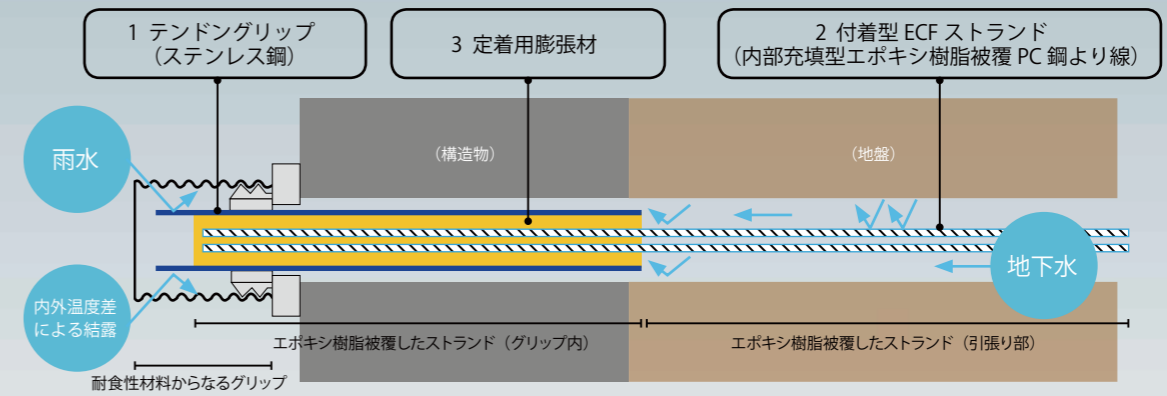 1 テンドングリップ
（ステンレス鋼）
3 定着用膨張材
2 付着型 ECF ストランド
（内部充填型エポキシ樹脂被覆 PC 鋼より線）
雨水
（構造物）
（地盤）
地下水
内外温度差
による結露
エポキシ樹脂被覆したストランド（グリップ内）
エポキシ樹脂被覆したストランド（引張り部）
耐食性材料からなるグリップ